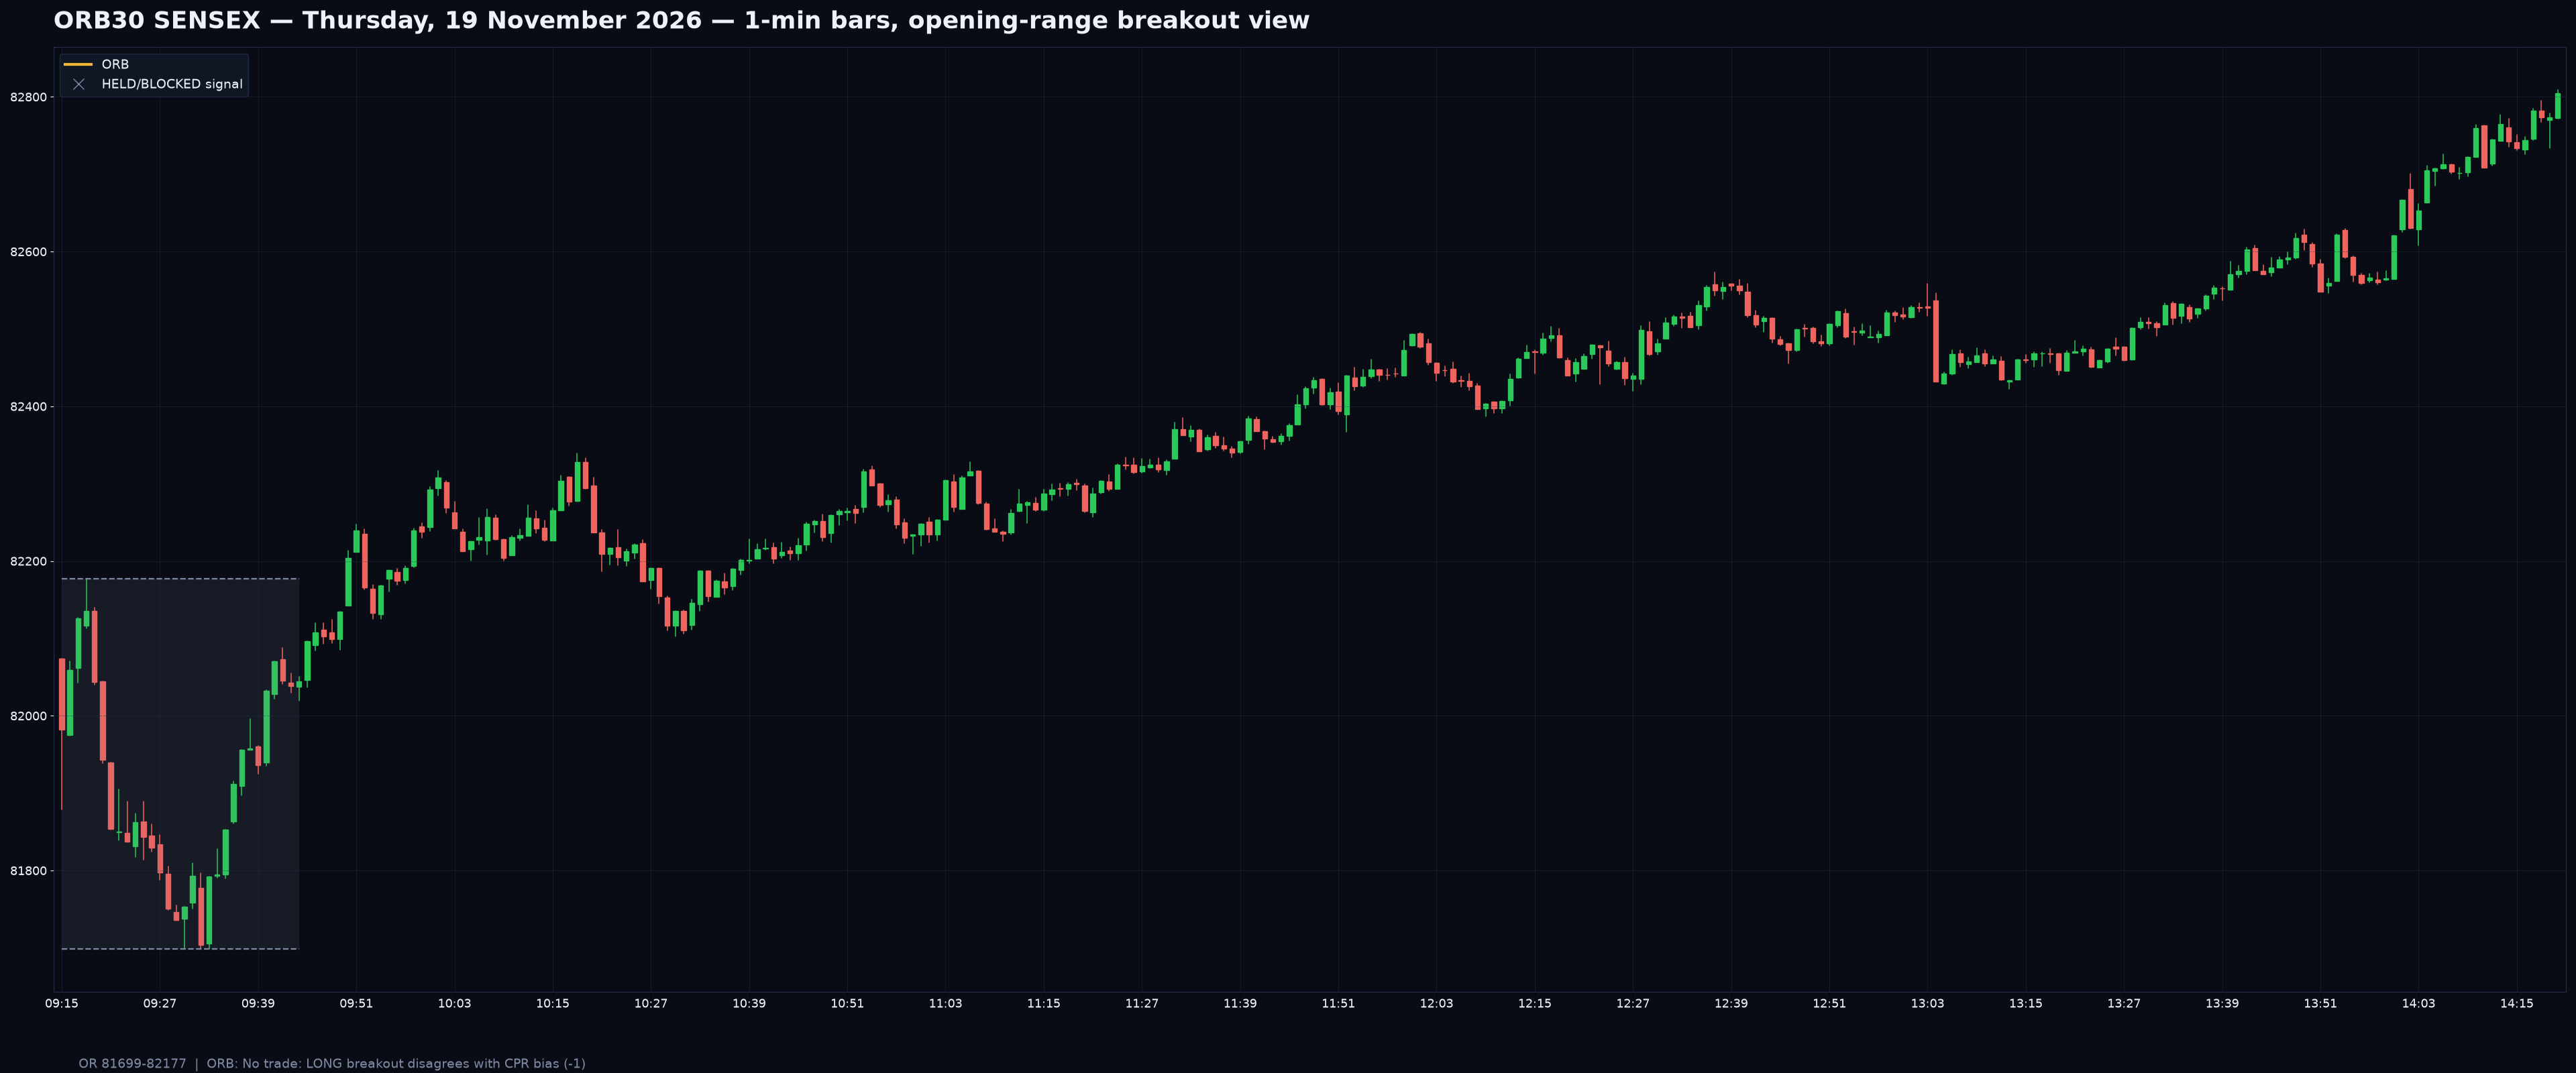 ORB30 SENSEX — Thursday, 19 November 2026 — 1-min bars, opening-range breakout view
ORB
HELD/BLOCKED signal
82800
82600
82400
82200
82000
81800
09:15 09:27 09:39 09:51 10:03 10:15 10:27 10:39 10:51 11:03 11:15 11:27 11:39 11:51 12:03 12:15 12:27 12:39 12:51 13:03 13:15 13:27 13:39 13:51 14:03 14:15
OR 81699-82177 | ORB: No trade: LONG breakout disagrees with CPR bias (-1)